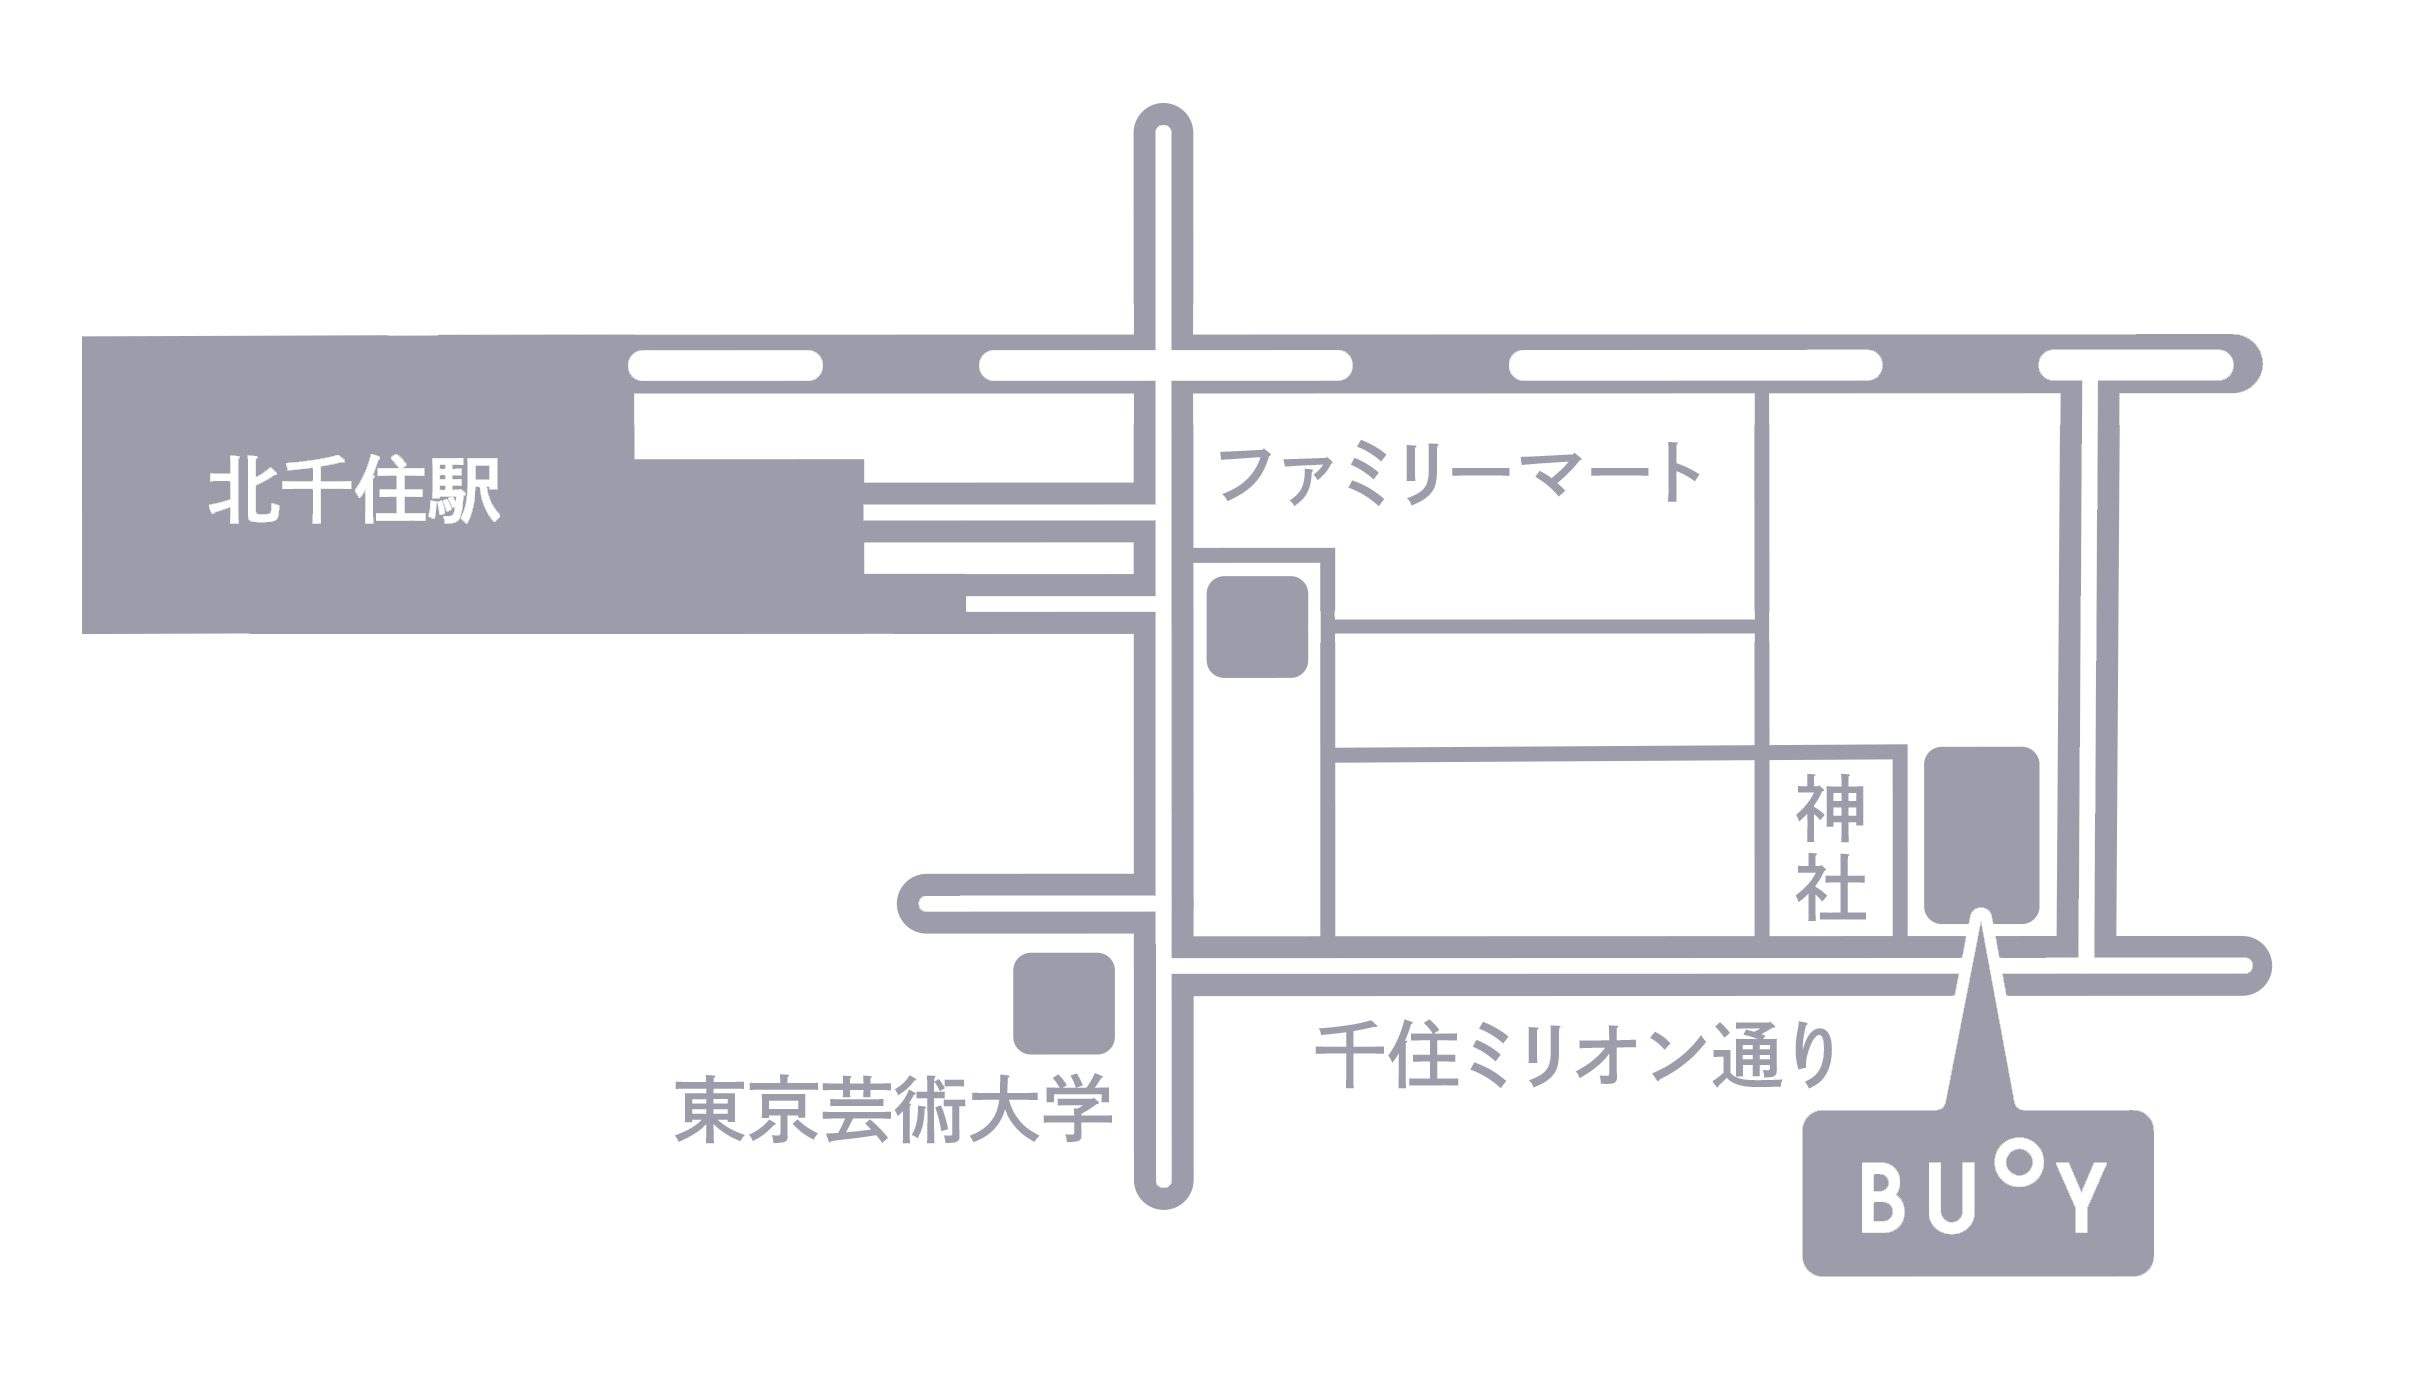 北千住駅
ファミリーマート
神社
千住ミリオン通り
東京芸術大学
BUOY